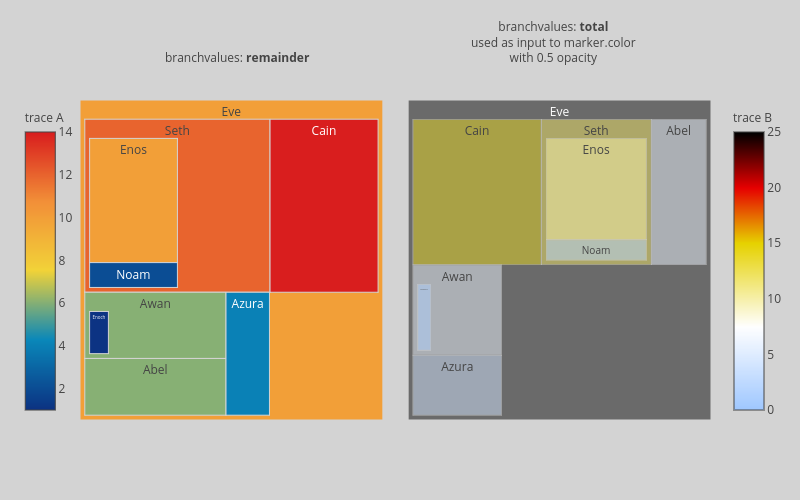 branchvalues: total
used as input to marker.color
with 0.5 opacity
branchvalues: remainder
trace A
14
12
10
8
6
4
2
Eve
Seth
Cain
Enos
Noam
Awan
Azura
Enoch
Abel
Eve
Cain
Seth
Abel
Enos
Noam
Awan
Azura
trace B
25
20
15
10
5
0